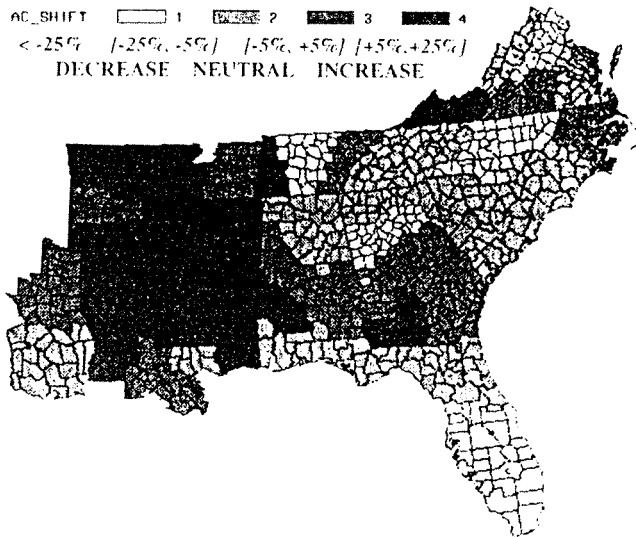 AC_SHIFT 1 2 3 4
< -25% [-25%, -5%] [-5%, +5%] [+5%,+25%]
DECREASE NEUTRAL INCREASE